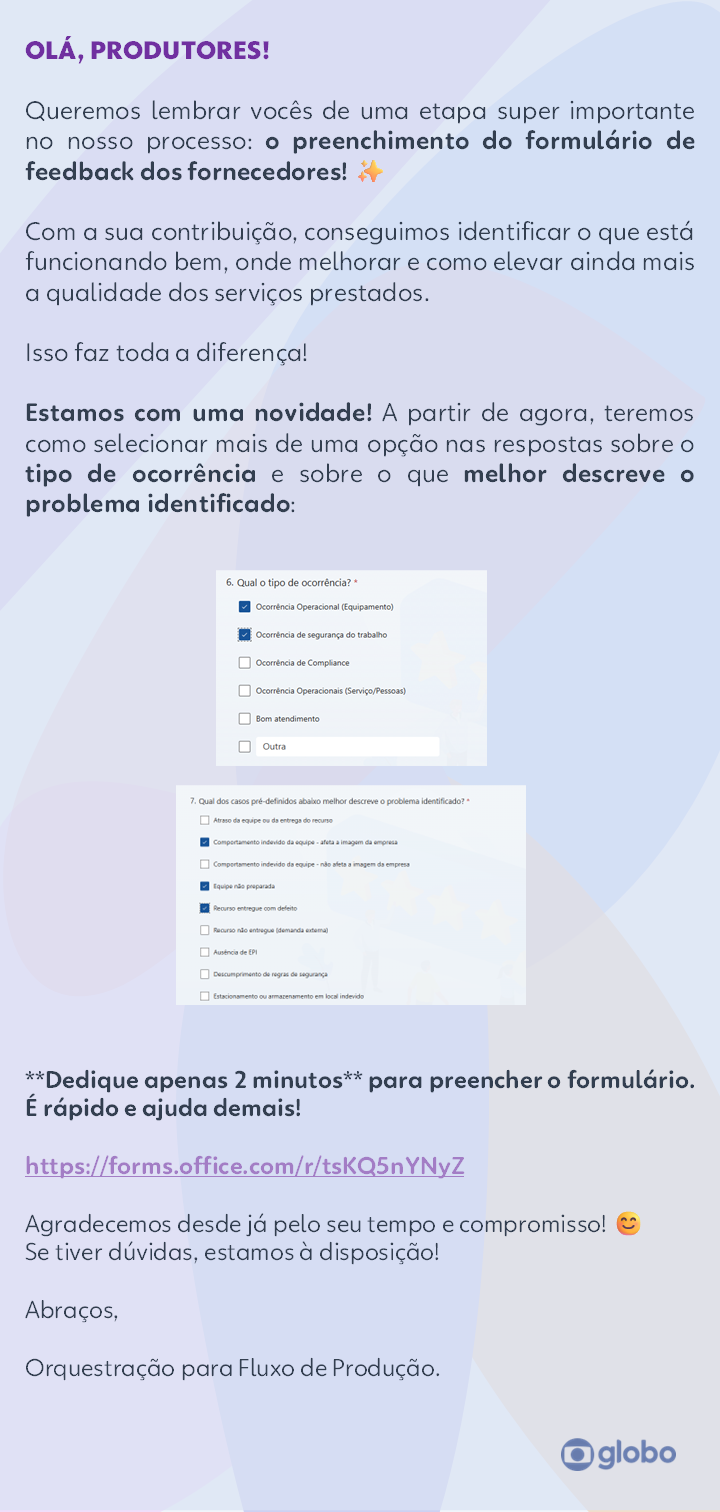 OLÁ, PRODUTORES!
Queremos lembrar vocês de uma etapa super importante
no nosso processo: o preenchimento do formulário de
feedback dos fornecedores! ✨
Com a sua contribuição, conseguimos identificar o que está
funcionando bem, onde melhorar e como elevar ainda mais
a qualidade dos serviços prestados.
Isso faz toda a diferença!
Estamos com uma novidade! A partir de agora, teremos
como selecionar mais de uma opção nas respostas sobre o
tipo de ocorrência e sobre o que melhor descreve o
problema identificado:
6. Qual o tipo de ocorrência? *
Ocorrência Operacional (Equipamento)
Ocorrência de segurança do trabalho
Ocorrência de Compliance
Ocorrência Operacionais (Serviço/Pessoas)
Bom atendimento
Outra
7. Qual dos casos pré-definidos abaixo melhor descreve o problema identificado? *
Atraso da equipe ou da entrega do recurso
Comportamento indevido da equipe - afeta a imagem da empresa
Comportamento indevido da equipe - não afeta a imagem da empresa
Equipe não preparada
Recurso entregue com defeito
Recurso não entregue (demanda externa)
Ausência de EPI
Descumprimento de regras de segurança
Estacionamento ou armazenamento em local indevido
**Dedique apenas 2 minutos** para preencher o formulário.
É rápido e ajuda demais!
https://forms.office.com/r/tsKQ5nYNyZ
Agradecemos desde já pelo seu tempo e compromisso! 😊
Se tiver dúvidas, estamos à disposição!
Abraços,
Orquestração para Fluxo de Produção.
globo